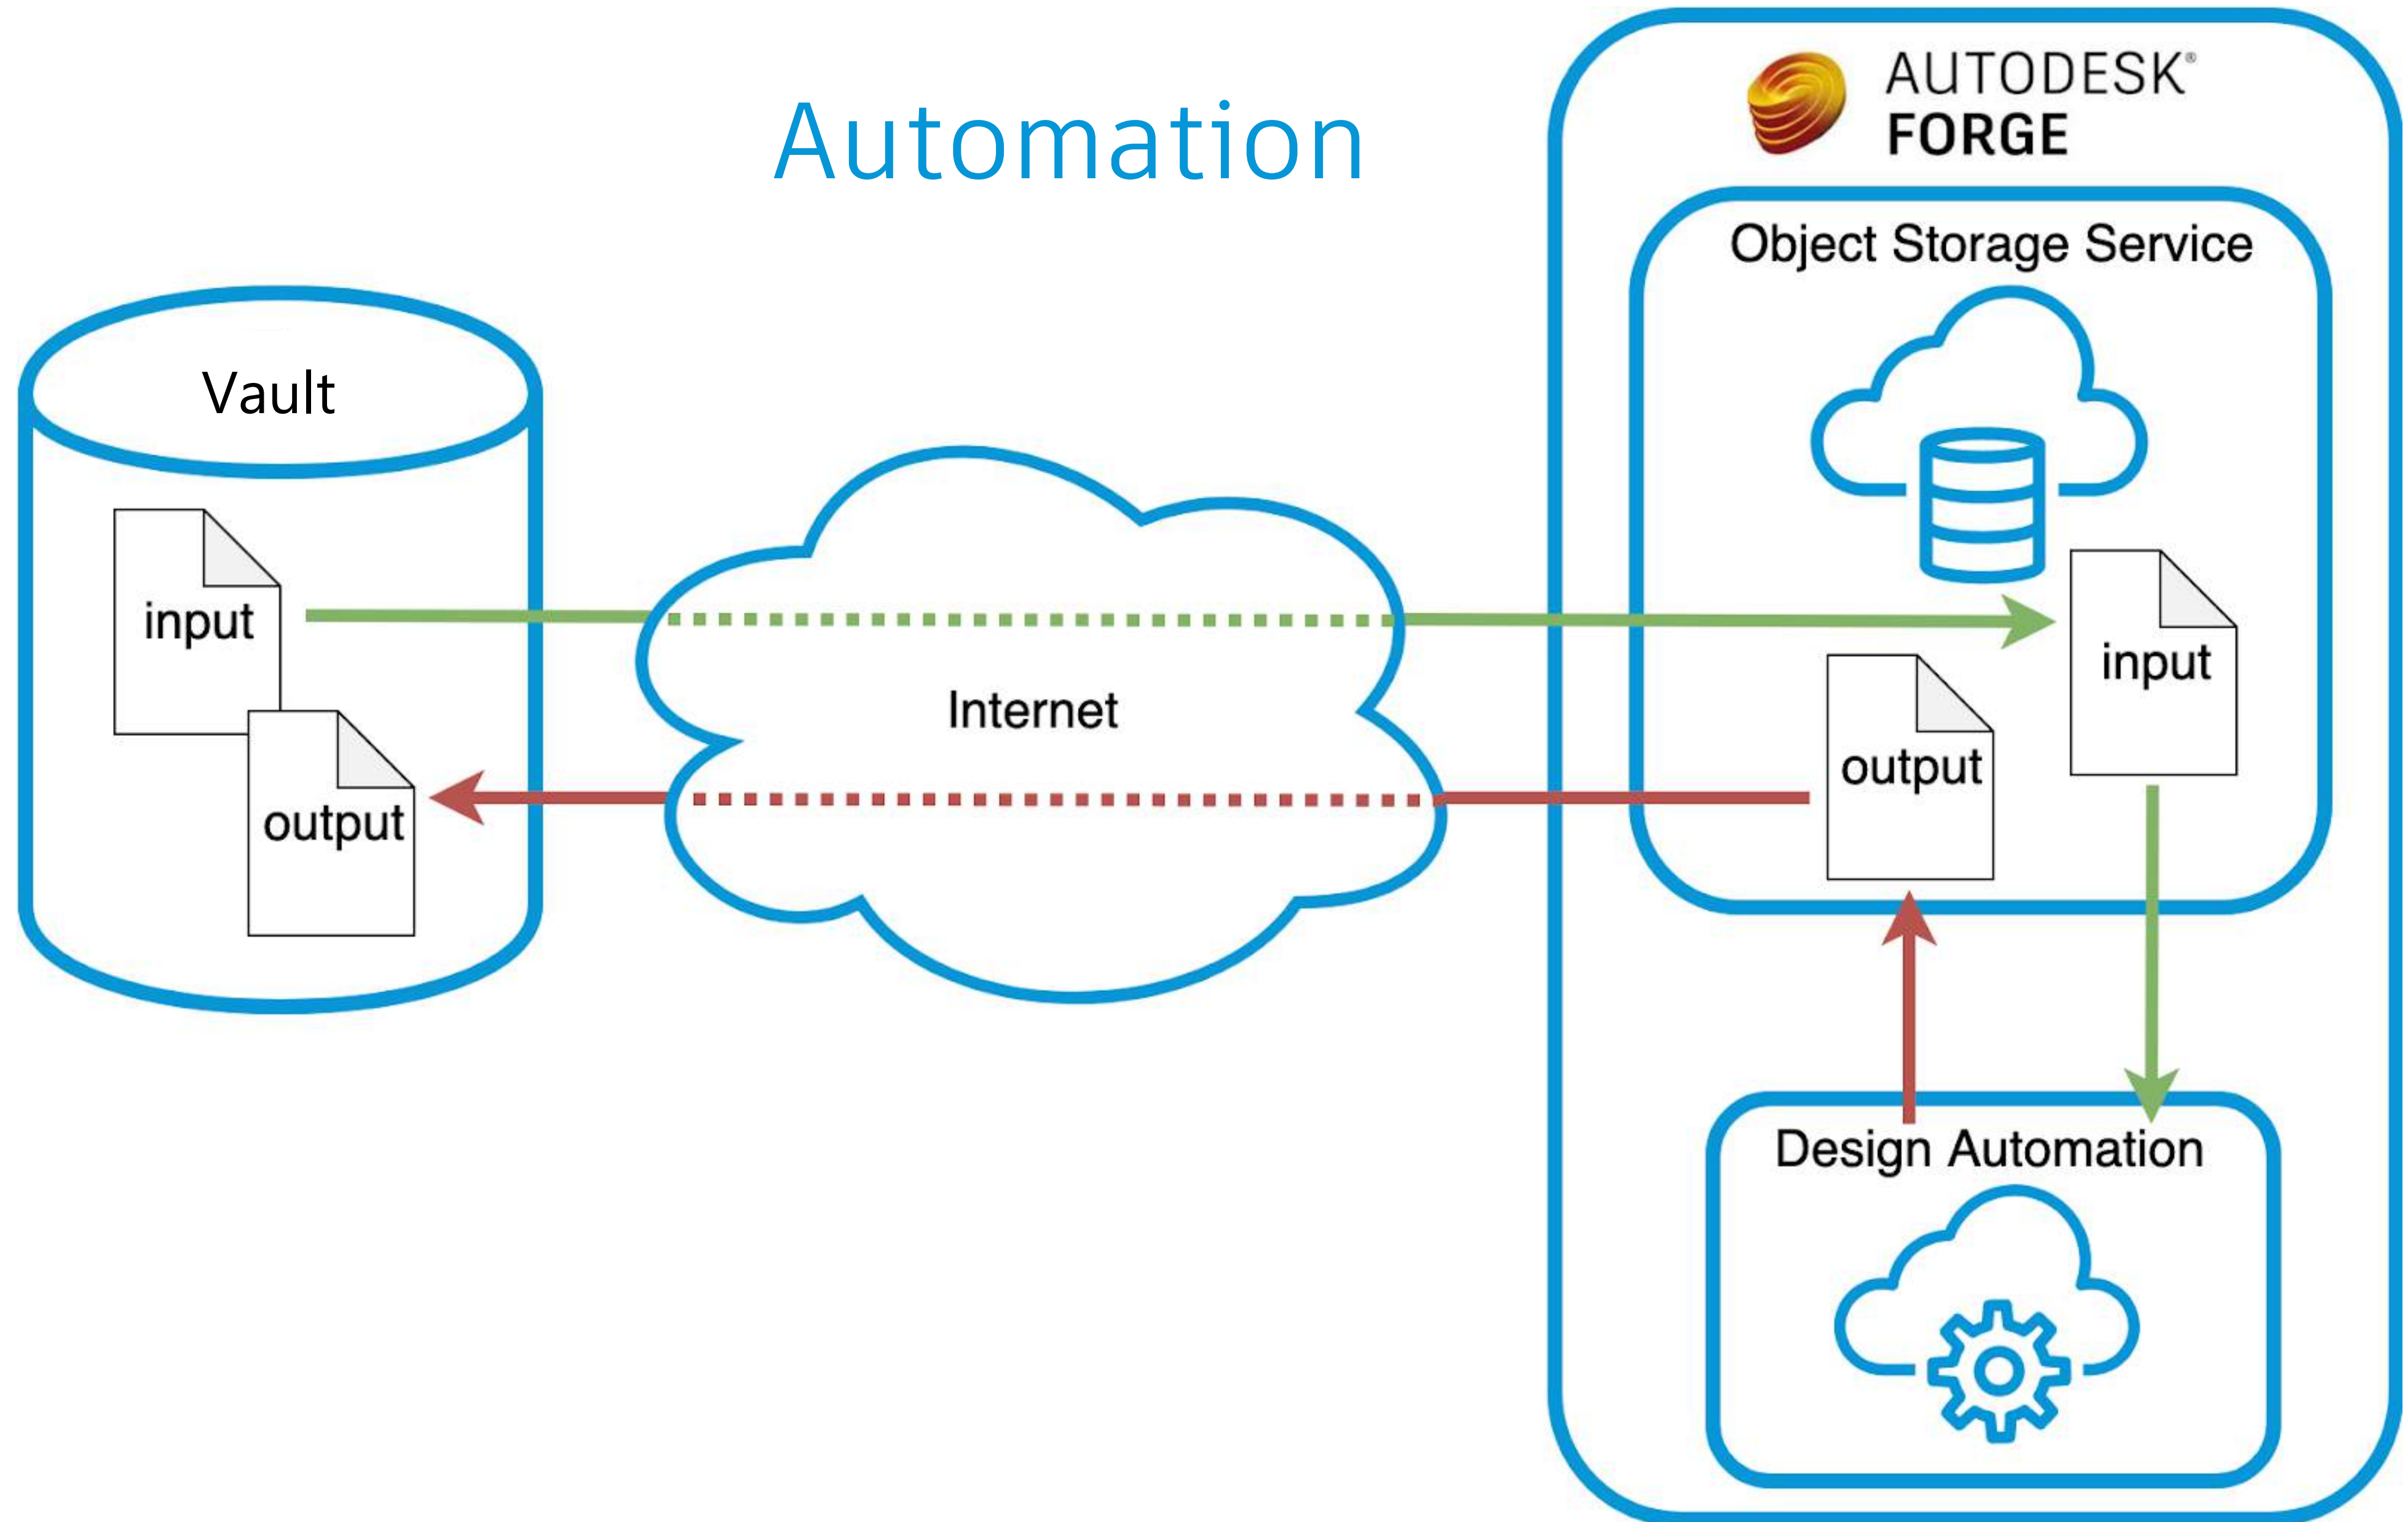 Automation
AUTODESK®
FORGE
Object Storage Service
Vault
input
output
Internet
input
output
Design Automation